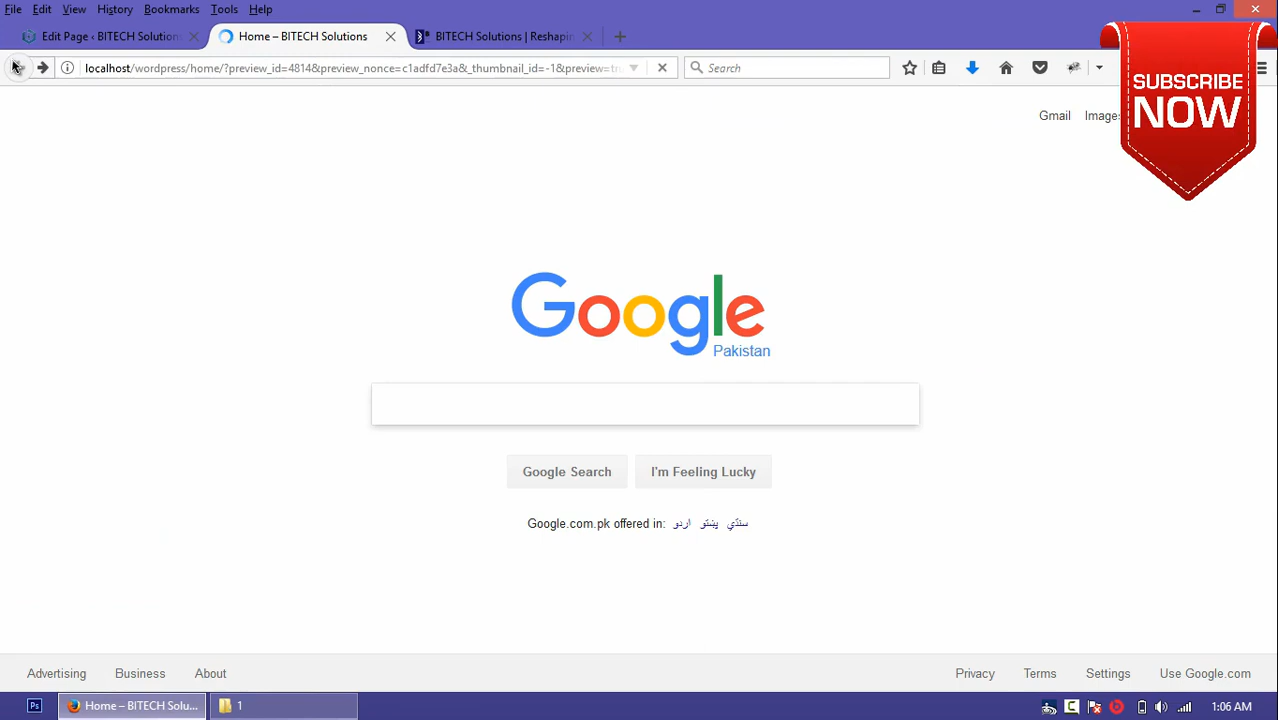 File Edit View History Bookmarks Tools Help
Edit Page ‹ BITECH Solutions
Home – BITECH Solutions
BITECH Solutions | Reshapin
localhost/wordpress/home/?preview_id=4814&preview_nonce=c1adfd7e3a&_thumbnail_id=-1&preview=tr
Search
SUBSCRIBE
NOW
Gmail Images
Google
Pakistan
Google Search I'm Feeling Lucky
Google.com.pk offered in: اردو پښتو سنڌي
Advertising Business About Privacy Terms Settings Use Google.com
Ps Home – BITECH Solu... 1 1:06 AM